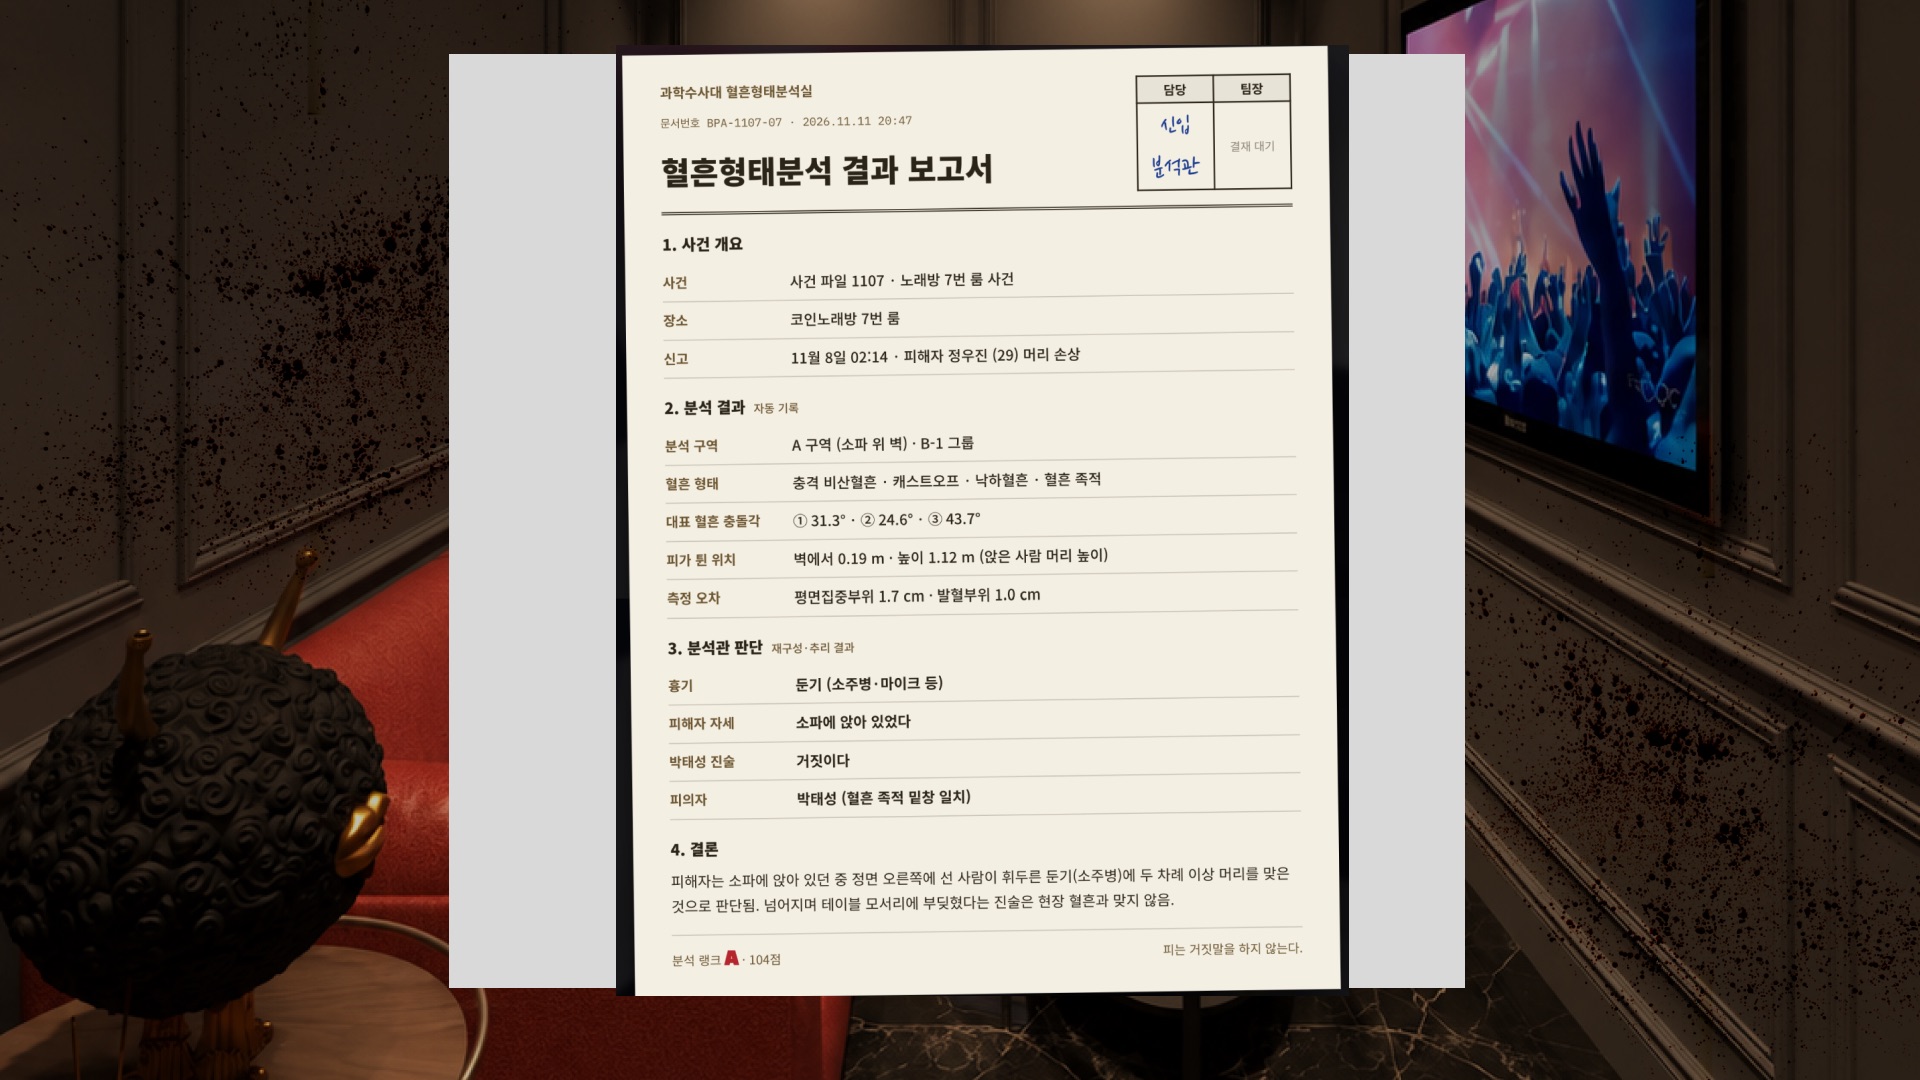 과학수사대 혈흔형태분석실
문서번호 BPA-1107-07 · 2026.11.11 20:47
혈흔형태분석 결과 보고서
담당 팀장
신입
분석관
결재 대기
1. 사건 개요
사건 사건 파일 1107 · 노래방 7번 룸 사건
장소 코인노래방 7번 룸
신고 11월 8일 02:14 · 피해자 정우진 (29) 머리 손상
2. 분석 결과 자동 기록
분석 구역 A 구역 (소파 위 벽) · B-1 그룹
혈흔 형태 충격 비산혈흔 · 캐스트오프 · 낙하혈흔 · 혈흔 족적
대표 혈흔 충돌각 ① 31.3° · ② 24.6° · ③ 43.7°
피가 튄 위치 벽에서 0.19 m · 높이 1.12 m (앉은 사람 머리 높이)
측정 오차 평면집중부위 1.7 cm · 발혈부위 1.0 cm
3. 분석관 판단 재구성·추리 결과
흉기 둔기 (소주병·마이크 등)
피해자 자세 소파에 앉아 있었다
박태성 진술 거짓이다
피의자 박태성 (혈흔 족적 밑창 일치)
4. 결론
피해자는 소파에 앉아 있던 중 정면 오른쪽에 선 사람이 휘두른 둔기(소주병)에 두 차례 이상 머리를 맞은
것으로 판단됨. 넘어지며 테이블 모서리에 부딪혔다는 진술은 현장 혈흔과 맞지 않음.
분석 랭크 A · 104점
피는 거짓말을 하지 않는다.